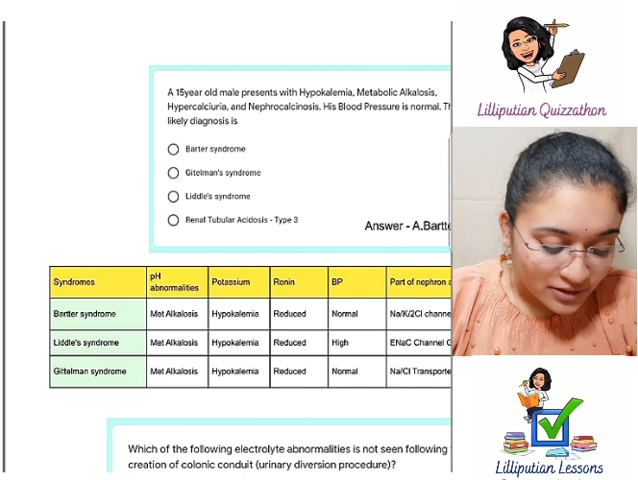 A 15year old male presents with Hypokalemia, Metabolic Alkalosis,
Hypercalciuria, and Nephrocalcinosis. His Blood Pressure is normal.
likely diagnosis is
Barter syndrome
Gitelman's syndrome
Liddle's syndrome
Renal Tubular Acidosis - Type 3
Answer - A.Bartte
Syndromes pH abnormalities Potassium Renin BP Part of nephron
Bartter syndrome Met Alkalosis Hypokalemia Reduced Normal Na/K/2Cl channe
Liddle's syndrome Met Alkalosis Hypokalemia Reduced High ENaC Channel
Gittelman syndrome Met Alkalosis Hypokalemia Reduced Normal Na/Cl Transporte
Which of the following electrolyte abnormalities is not seen following
creation of colonic conduit (urinary diversion procedure)?
Lilliputian Quizzathon
Lilliputian Lessons